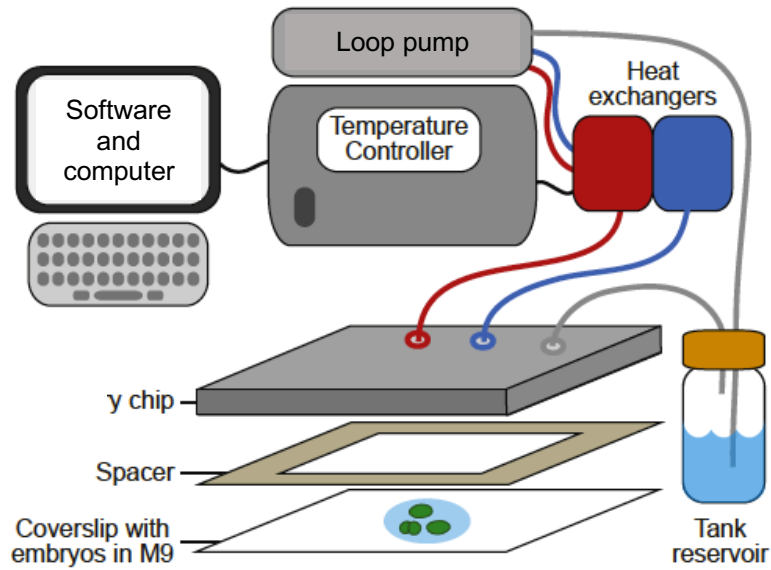 Loop pump
Software
and
computer
Temperature
Controller
Heat
exchangers
γ chip
Spacer
Coverslip with
embryos in M9
Tank
reservoir